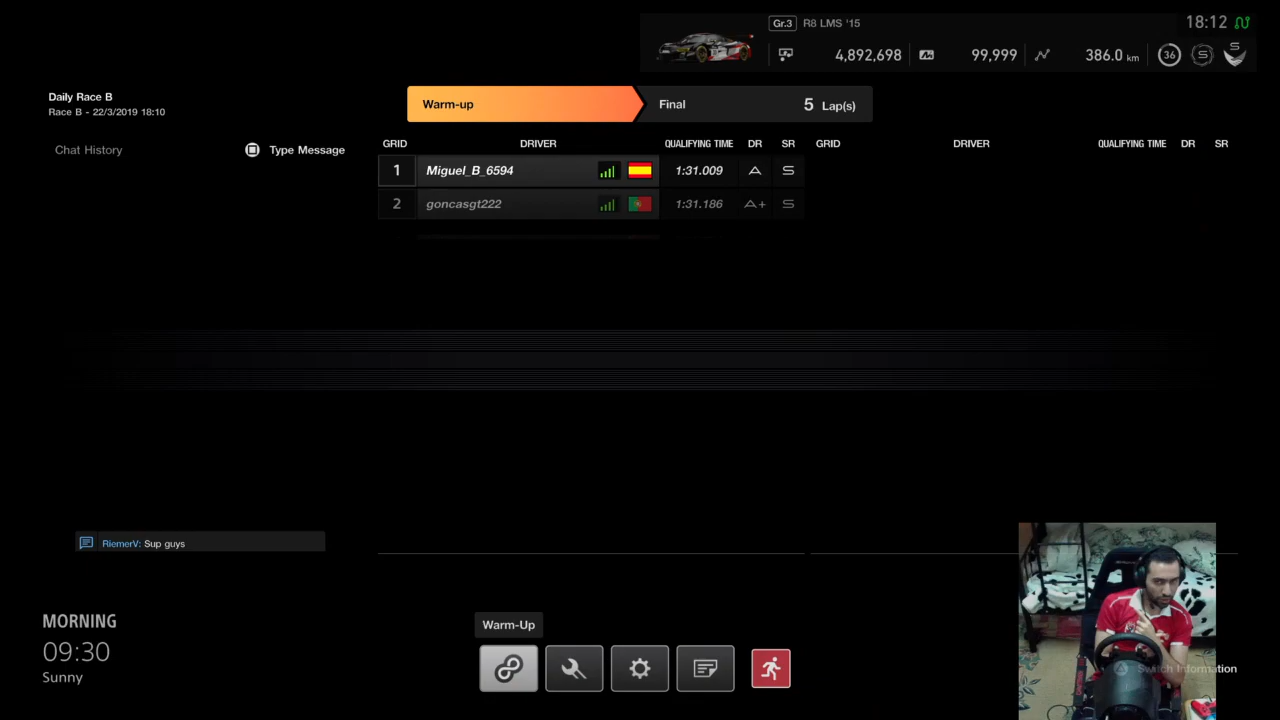 Gr.3 R8 LMS '15
18:12
4,892,698 99,999 386.0 km 36 S S
Daily Race B
Race B - 22/3/2019 18:10
Warm-up Final 5 Lap(s)
Chat History Type Message
GRID DRIVER QUALIFYING TIME DR SR GRID DRIVER QUALIFYING TIME DR SR
1 Miguel_B_6594 1:31.009 A S
2 goncasgt222 1:31.186 A+ S
RiemerV: Sup guys
MORNING
09:30
Sunny
Warm-Up
Switch Information